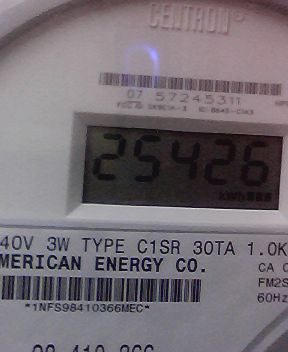 CENTRON
07 57245311
25426
kWh
40V 3W TYPE C1SR 30TA 1.0K
MERICAN ENERGY CO.
CA
FM2S
60Hz
*1NFS98410366MEC*